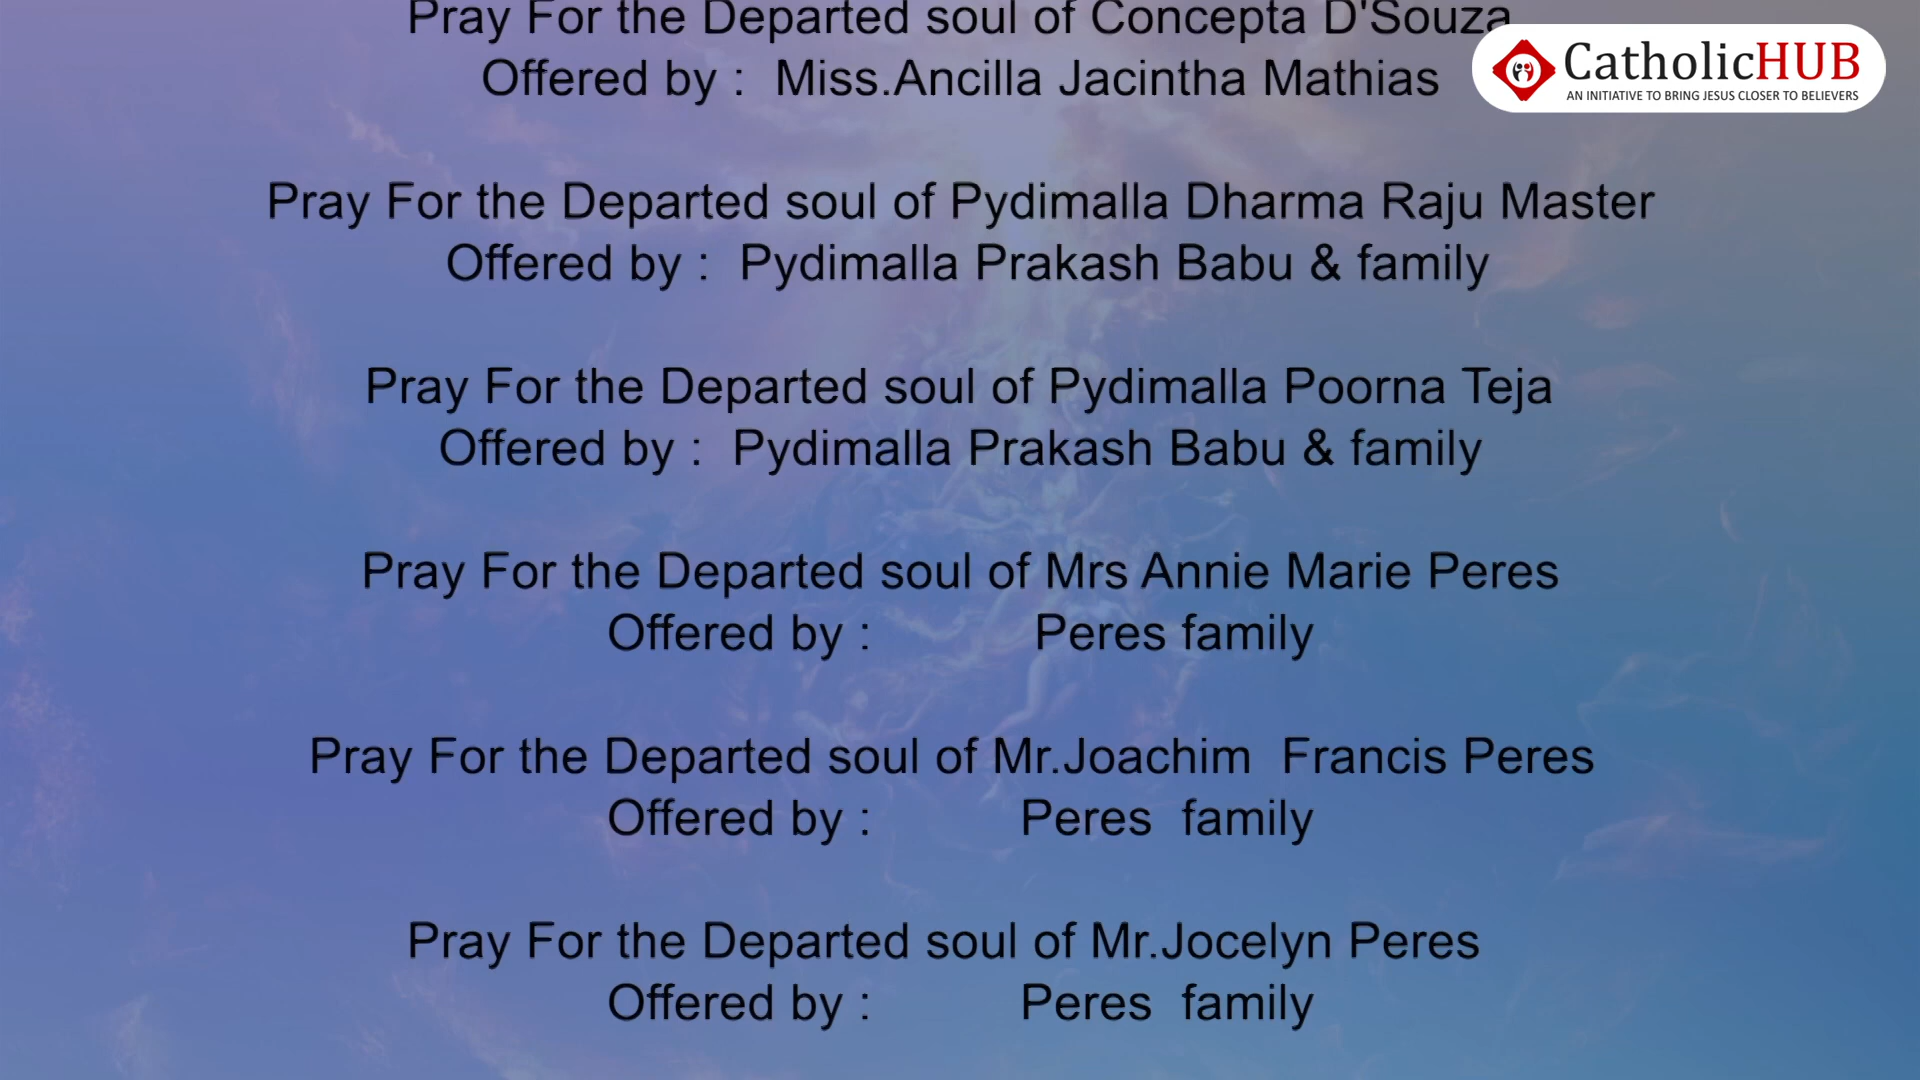 Pray For the Departed soul of Concepta D'Souza
CatholicHUB
AN INITIATIVE TO BRING JESUS CLOSER TO BELIEVERS
Offered by : Miss.Ancilla Jacintha Mathias
Pray For the Departed soul of Pydimalla Dharma Raju Master
Offered by : Pydimalla Prakash Babu & family
Pray For the Departed soul of Pydimalla Poorna Teja
Offered by : Pydimalla Prakash Babu & family
Pray For the Departed soul of Mrs Annie Marie Peres
Offered by : Peres family
Pray For the Departed soul of Mr.Joachim Francis Peres
Offered by : Peres family
Pray For the Departed soul of Mr.Jocelyn Peres
Offered by : Peres family